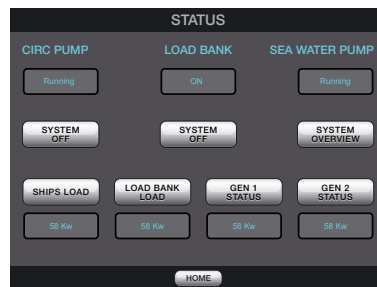 STATUS
CIRC PUMP LOAD BANK SEA WATER PUMP
Running ON Running
SYSTEM SYSTEM SYSTEM
OFF OFF OVERVIEW
SHIPS LOAD LOAD BANK GEN 1 GEN 2
LOAD STATUS STATUS
58 Kw 58 Kw 58 Kw 58 Kw
HOME